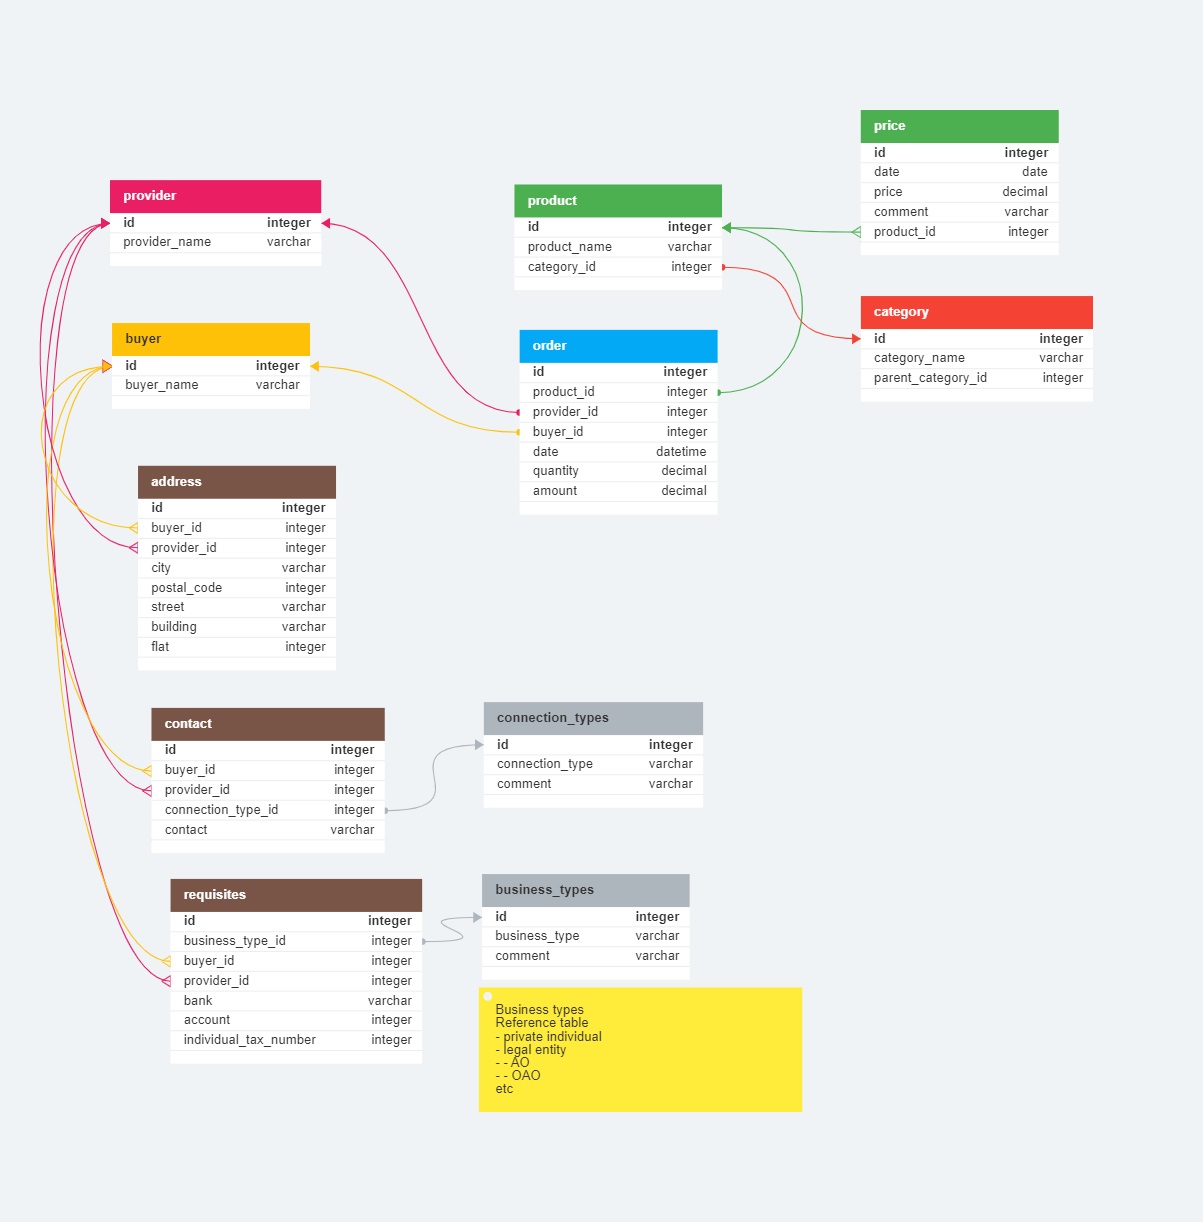 provider
id integer
provider_name varchar
buyer
id integer
buyer_name varchar
address
id integer
buyer_id integer
provider_id integer
city varchar
postal_code integer
street varchar
building varchar
flat integer
contact
id integer
buyer_id integer
provider_id integer
connection_type_id integer
contact varchar
requisites
id integer
business_type_id integer
buyer_id integer
provider_id integer
bank varchar
account integer
individual_tax_number integer
product
id integer
product_name varchar
category_id integer
order
id integer
product_id integer
provider_id integer
buyer_id integer
date datetime
quantity decimal
amount decimal
connection_types
id integer
connection_type varchar
comment varchar
business_types
id integer
business_type varchar
comment varchar
Business types
Reference table
- private individual
- legal entity
- - AO
- - OAO
etc
price
id integer
date date
price decimal
comment varchar
product_id integer
category
id integer
category_name varchar
parent_category_id integer